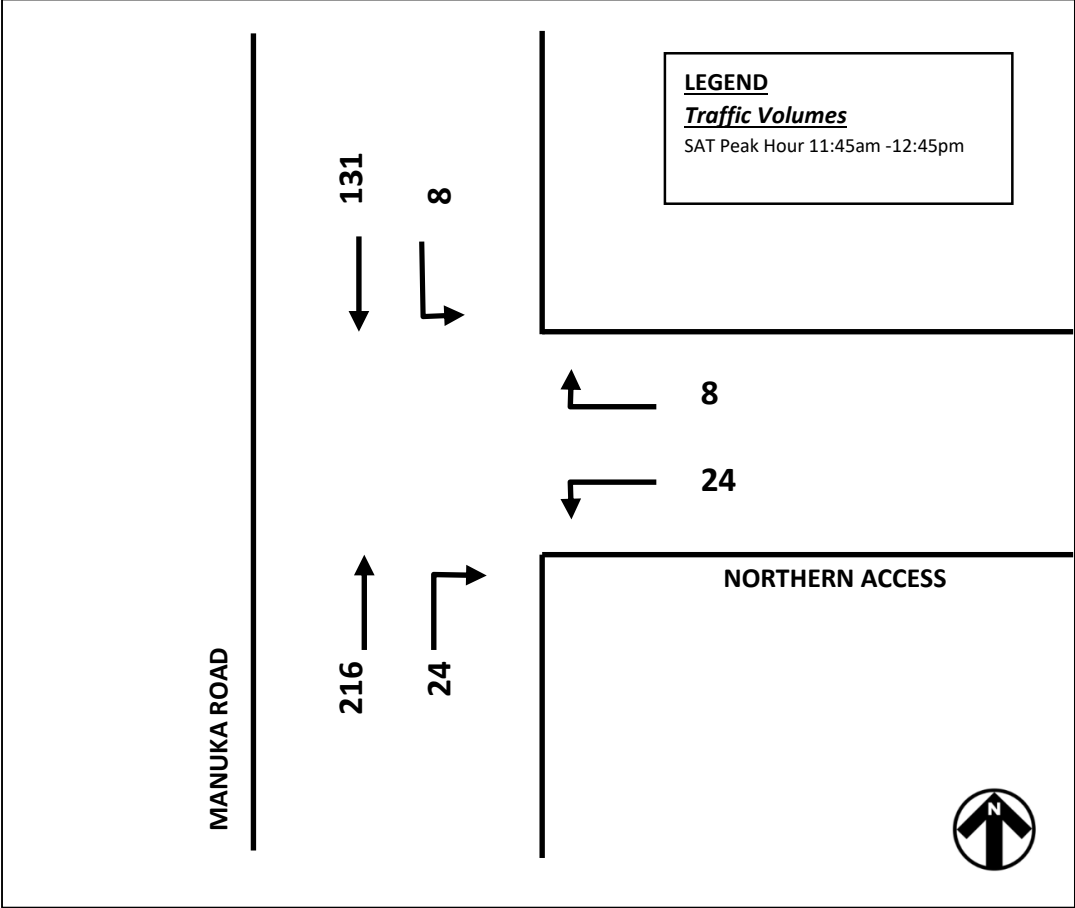 LEGEND
Traffic Volumes
SAT Peak Hour 11:45am -12:45pm
131
8
8
24
NORTHERN ACCESS
216
24
MANUKA ROAD
N